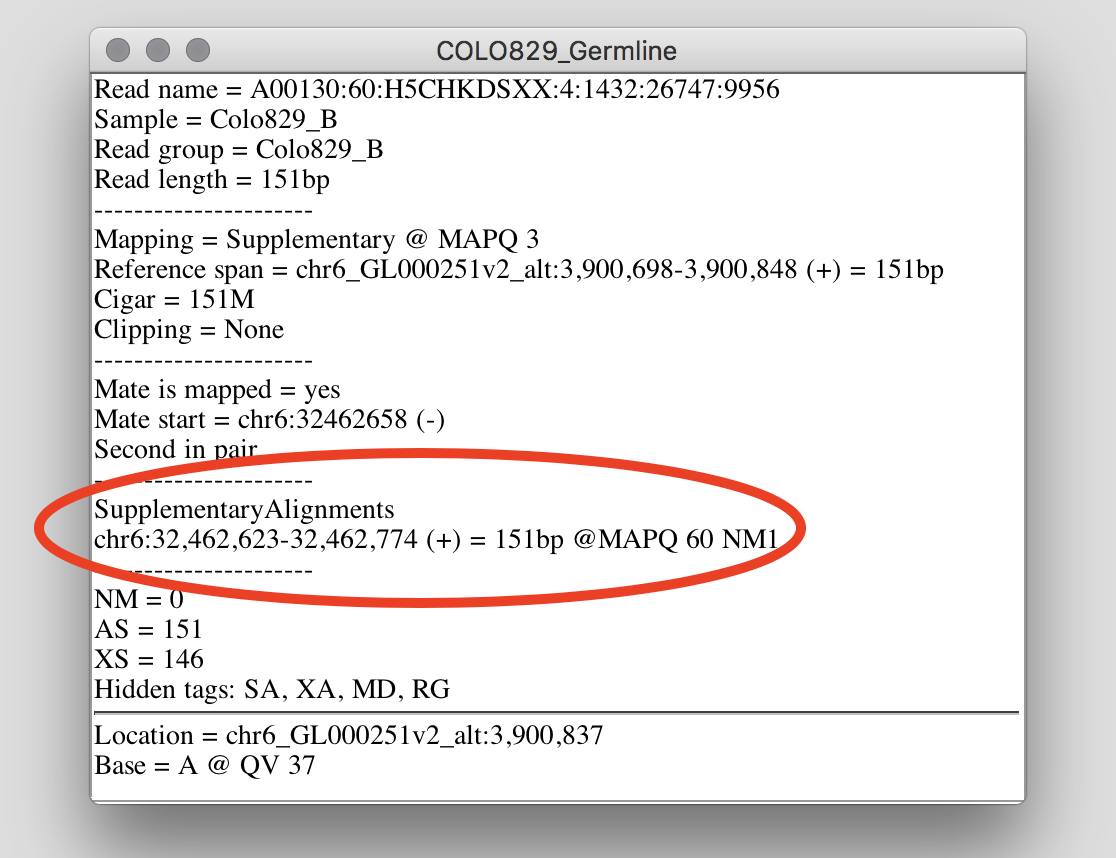 COLO829_Germline
Read name = A00130:60:H5CHKDSXX:4:1432:26747:9956
Sample = Colo829_B
Read group = Colo829_B
Read length = 151bp
----------------------
Mapping = Supplementary @ MAPQ 3
Reference span = chr6_GL000251v2_alt:3,900,698-3,900,848 (+) = 151bp
Cigar = 151M
Clipping = None
----------------------
Mate is mapped = yes
Mate start = chr6:32462658 (-)
Second in pair
----------------------
SupplementaryAlignments
chr6:32,462,623-32,462,774 (+) = 151bp @MAPQ 60 NM1
----------------------
NM = 0
AS = 151
XS = 146
Hidden tags: SA, XA, MD, RG
Location = chr6_GL000251v2_alt:3,900,837
Base = A @ QV 37